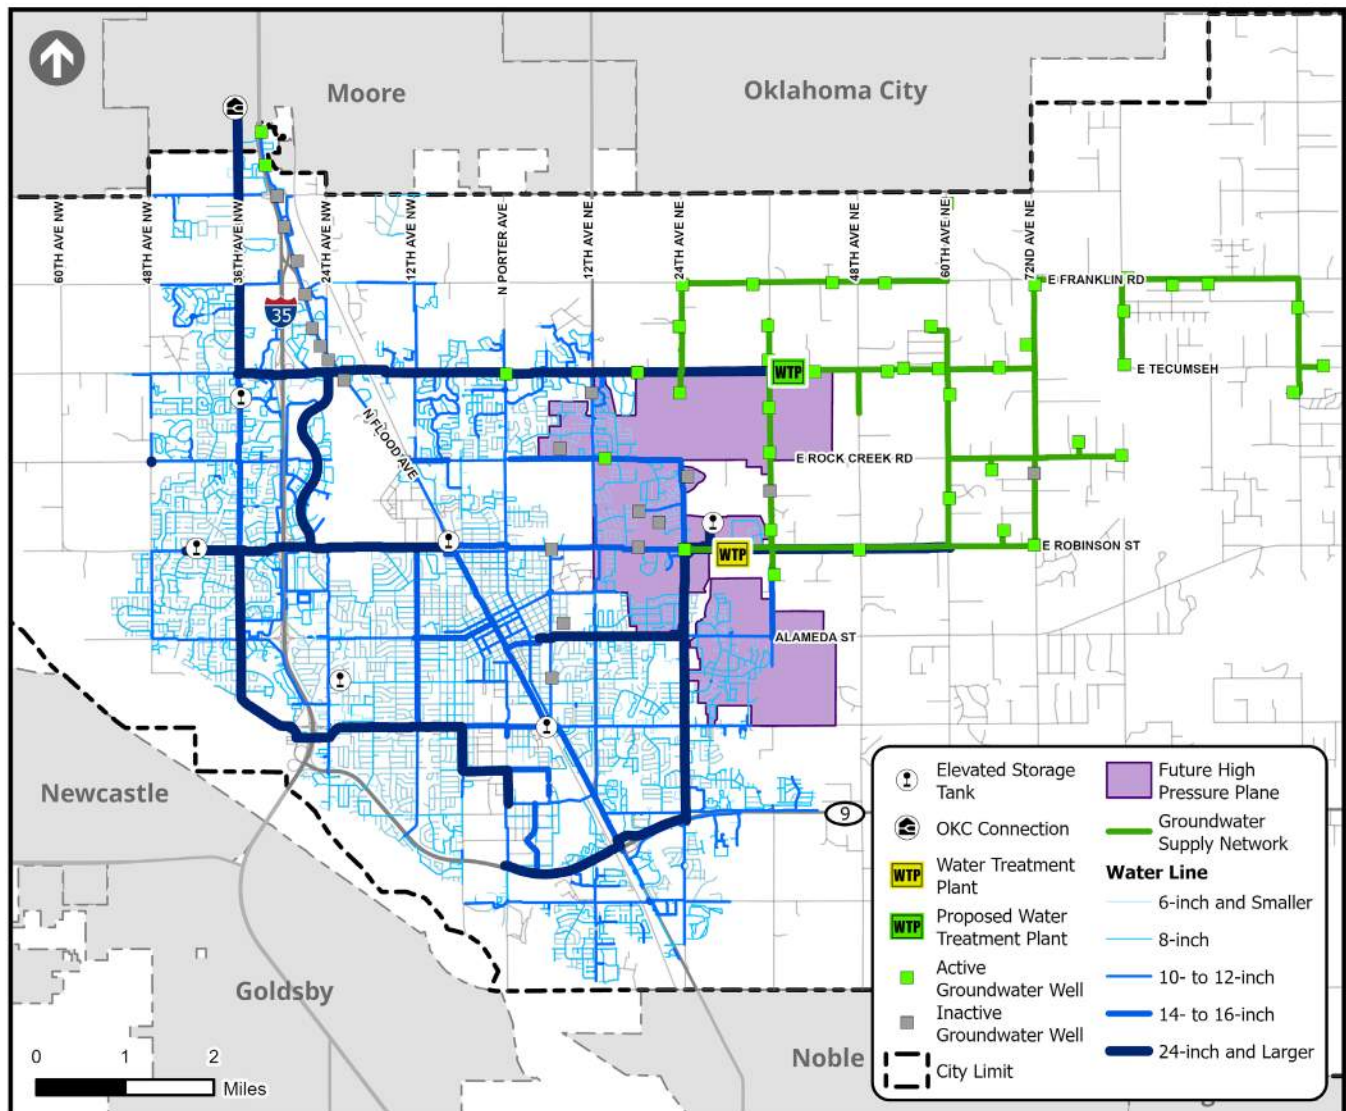 Moore
Oklahoma City
60TH AVE NW
48TH AVE NW
36TH AVE NW
24TH AVE NW
12TH AVE NW
N PORTER AVE
12TH AVE NE
24TH AVE NE
48TH AVE NE
60TH AVE NE
72ND AVE NE
E FRANKLIN RD
35
WTP
E TECUMSEH
N FLOOD AVE
E ROCK CREEK RD
WTP
E ROBINSON ST
ALAMEDA ST
9
Newcastle
Goldsby
Noble
0 1 2
Miles
Elevated Storage
Tank
OKC Connection
WTP
Water Treatment
Plant
WTP
Proposed Water
Treatment Plant
Active
Groundwater Well
Inactive
Groundwater Well
City Limit
Future High
Pressure Plane
Groundwater
Supply Network
Water Line
6-inch and Smaller
8-inch
10- to 12-inch
14- to 16-inch
24-inch and Larger